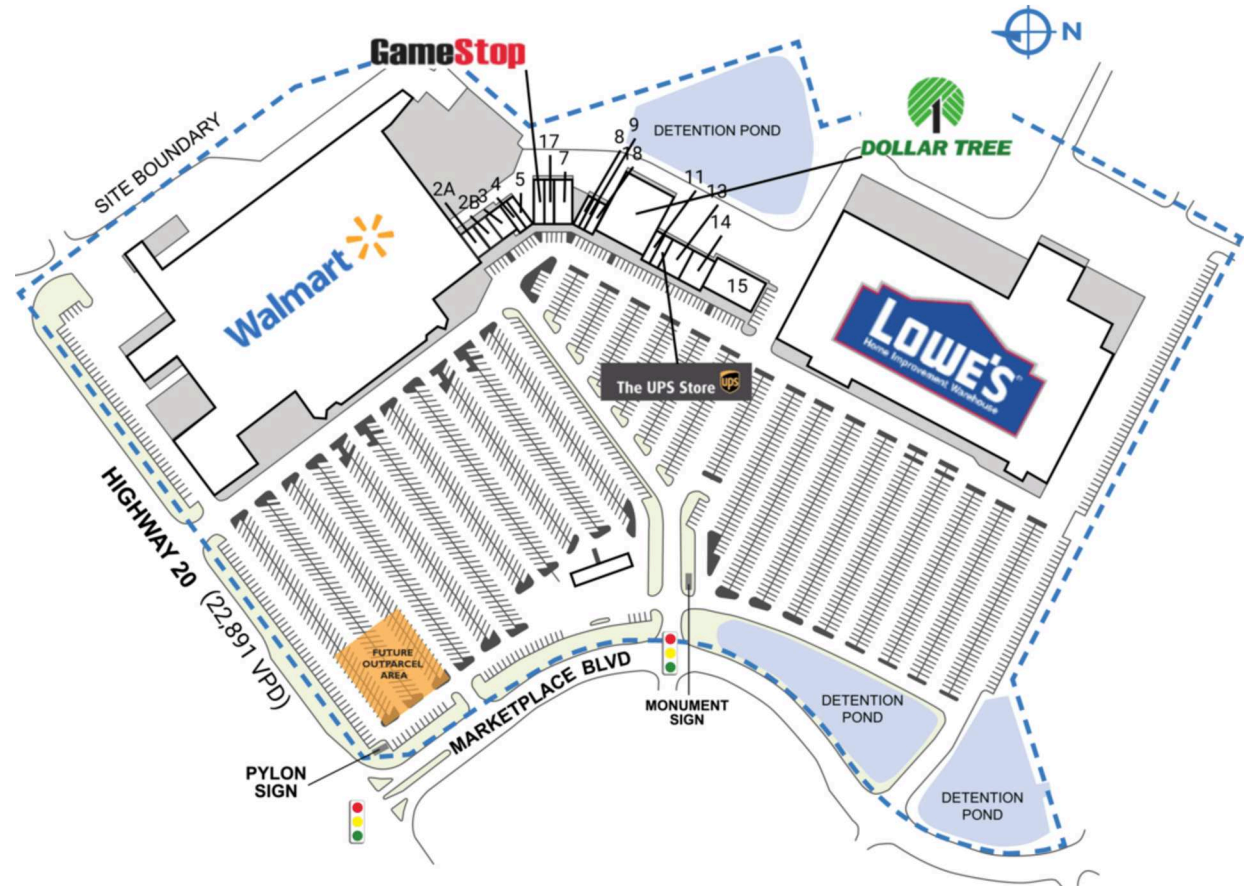 GameStop
N
SITE BOUNDARY
DETENTION POND
DOLLAR TREE
17
7
8
9
18
11
13
14
15
2A
2B
3
4
5
Walmart
LOWE'S
Home Improvement Warehouse
The UPS Store
ups
HIGHWAY 20
(22,891 VPD)
FUTURE
OUTPARCEL
AREA
MARKETPLACE BLVD
MONUMENT
SIGN
PYLON
SIGN
DETENTION
POND
DETENTION
POND